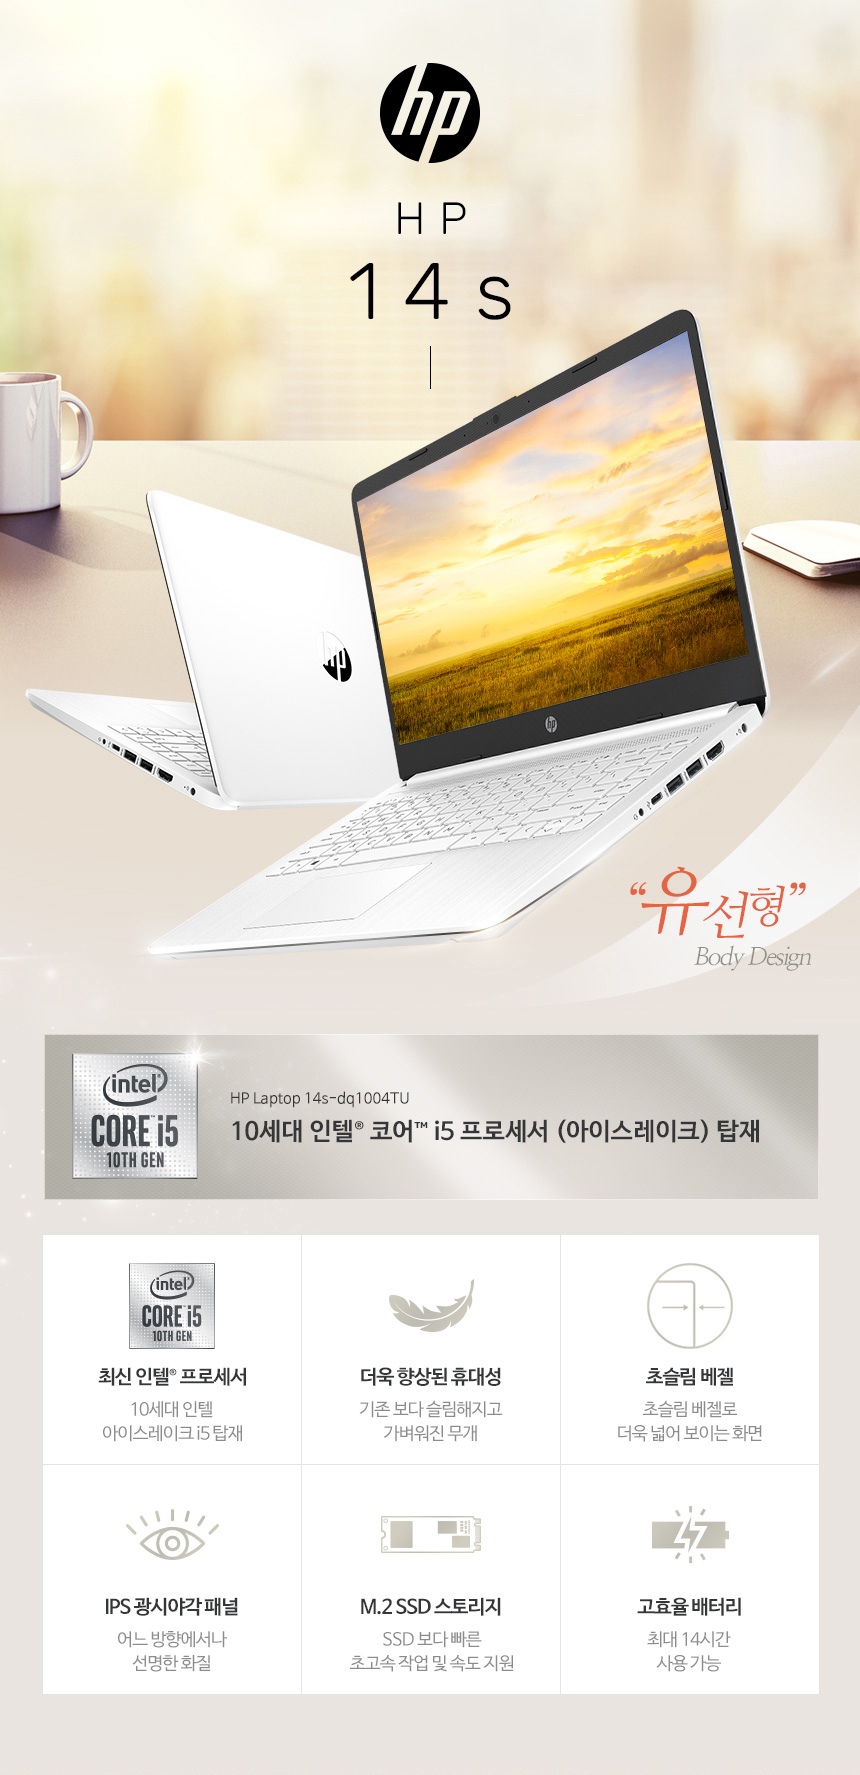 hp
HP
14s
hp
hp
“유선형”
Body Design
intel
CORE i5
10TH GEN
HP Laptop 14s-dq1004TU
10세대 인텔® 코어™ i5 프로세서 (아이스레이크) 탑재
intel
CORE i5
10TH GEN
최신 인텔® 프로세서
10세대 인텔
아이스레이크 i5 탑재
더욱 향상된 휴대성
기존 보다 슬림해지고
가벼워진 무개
초슬림 베젤
초슬림 베젤로
더욱 넓어 보이는 화면
IPS 광시야각 패널
어느 방향에서나
선명한 화질
M.2 SSD 스토리지
SSD 보다 빠른
초고속 작업 및 속도 지원
고효율 배터리
최대 14시간
사용 가능